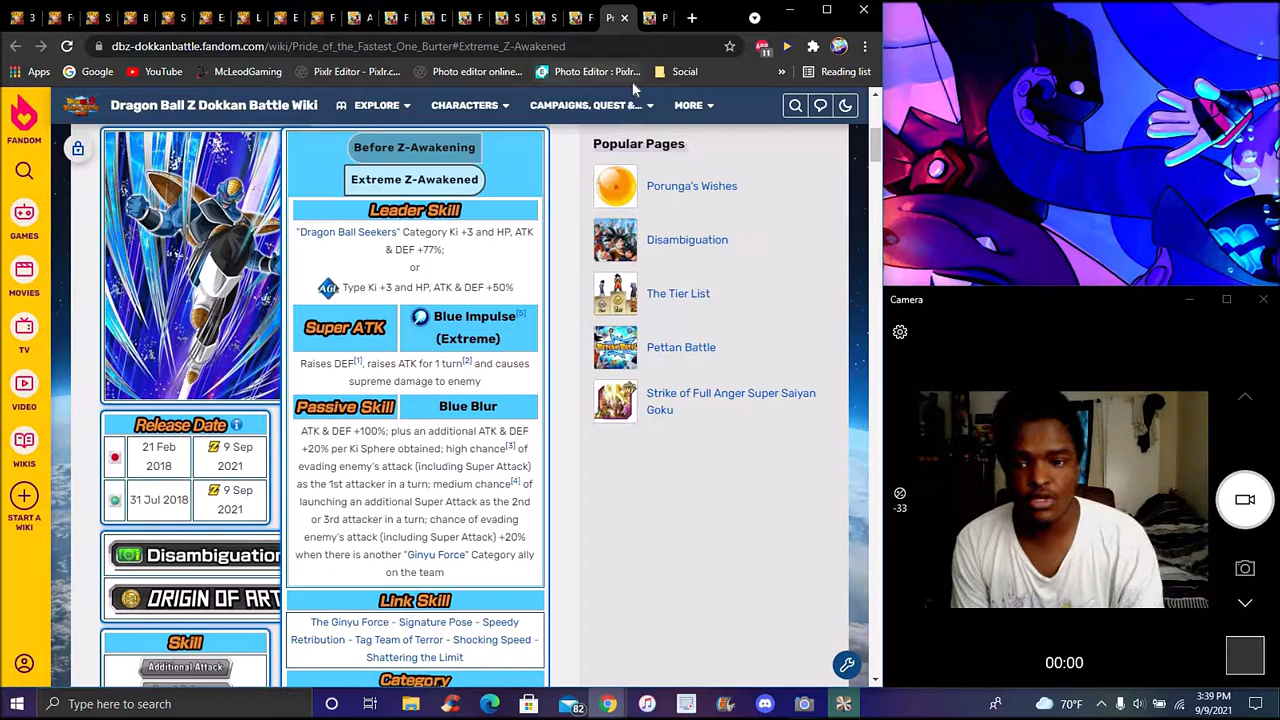 dbz-dokkanbattle.fandom.com/wiki/Pride_of_the_Fastest_One_Burter#Extreme_Z-Awakened
11
Apps
Google
YouTube
McLeodGaming
Pixlr Editor - Pixlr.c...
Photo editor online...
Photo Editor : Pixlr...
Social
»
Reading list
Dragon Ball Z Dokkan Battle Wiki
EXPLORE
CHARACTERS
CAMPAIGNS, QUEST &...
MORE
FANDOM
GAMES
MOVIES
TV
VIDEO
WIKIS
START A
WIKI
Before Z-Awakening
Extreme Z-Awakened
Leader Skill
"Dragon Ball Seekers" Category Ki +3 and HP, ATK
& DEF +77%;
or
AGL Type Ki +3 and HP, ATK & DEF +50%
Super ATK
Blue Impulse[5]
(Extreme)
Raises DEF[1], raises ATK for 1 turn[2] and causes
supreme damage to enemy
Passive Skill
Blue Blur
ATK & DEF +100%; plus an additional ATK & DEF
+20% per Ki Sphere obtained; high chance[3] of
evading enemy's attack (including Super Attack)
as the 1st attacker in a turn; medium chance[4] of
launching an additional Super Attack as the 2nd
or 3rd attacker in a turn; chance of evading
enemy's attack (including Super Attack) +20%
when there is another "Ginyu Force" Category ally
on the team
Link Skill
The Ginyu Force - Signature Pose - Speedy
Retribution - Tag Team of Terror - Shocking Speed -
Shattering the Limit
Category
Release Date
21 Feb
2018
9 Sep
2021
31 Jul 2018
9 Sep
2021
Disambiguation
ORIGIN OF ART
Skill
Additional Attack
Popular Pages
Porunga's Wishes
Disambiguation
The Tier List
Pettan Battle
Strike of Full Anger Super Saiyan
Goku
Camera
-33
00:00
Type here to search
82
70°F
3:39 PM
9/9/2021